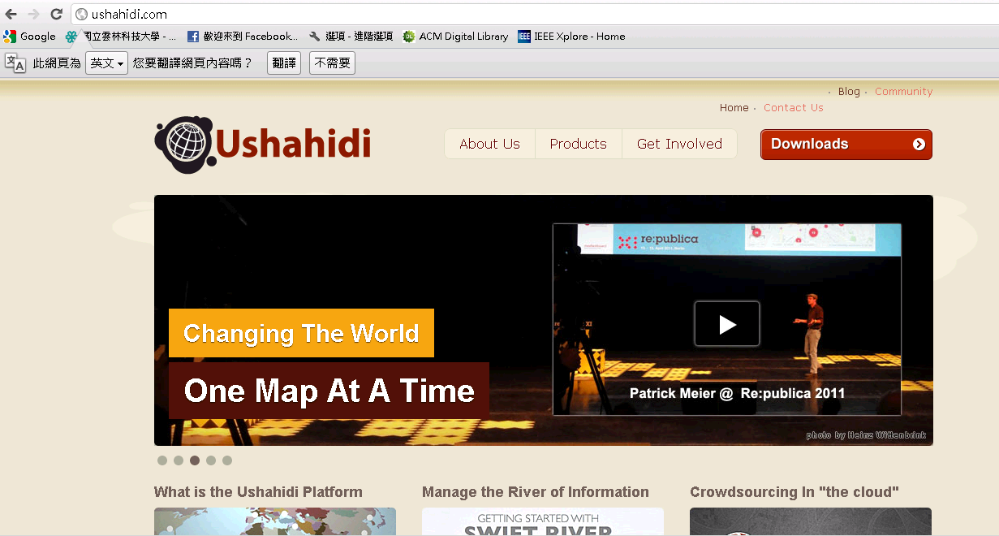 ushahidi.com
Google 國立雲林科技大學 - ... 歡迎來到 Facebook... 選項 - 進階選項 ACM Digital Library IEEE Xplore - Home
此網頁為 英文 您要翻譯網頁內容嗎？ 翻譯 不需要
· Blog · Community
Home · Contact Us
Ushahidi
About Us Products Get Involved Downloads
re:publica
Changing The World
One Map At A Time
Patrick Meier @ Re:publica 2011
photo by Heinz Wittenbrink
What is the Ushahidi Platform Manage the River of Information Crowdsourcing In "the cloud"
GETTING STARTED WITH
SWIFT RIVER